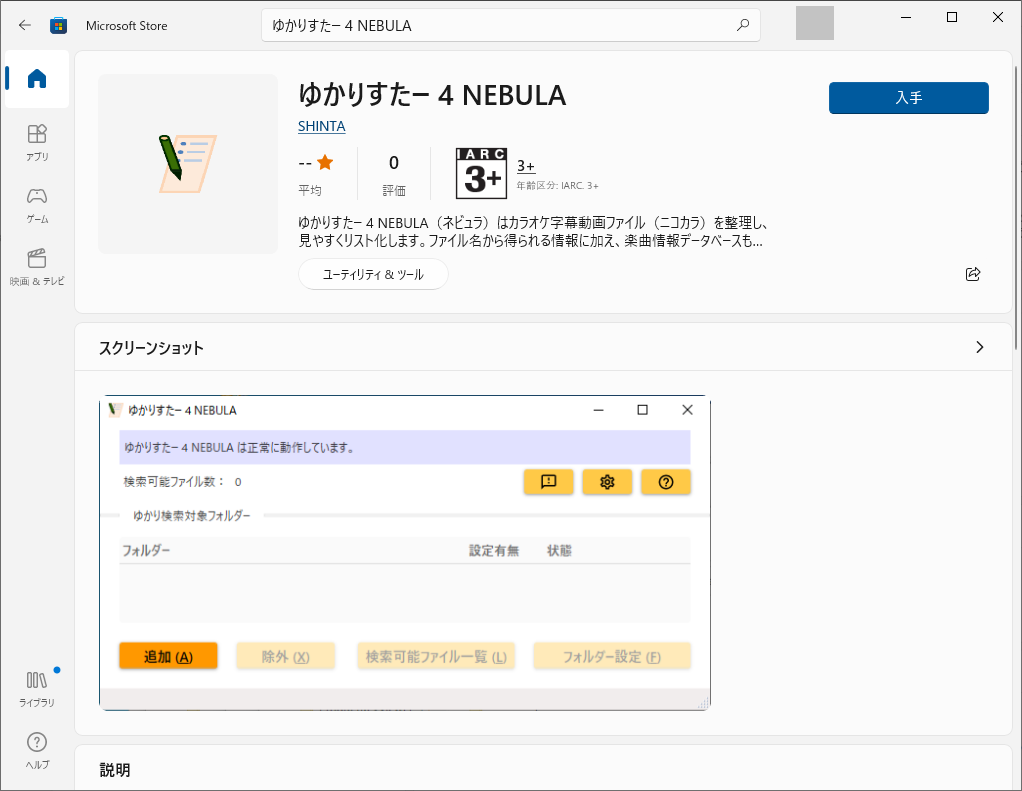 Microsoft Store
ゆかりすたー 4 NEBULA
アプリ
ゲーム
映画 & テレビ
ライブラリ
ヘルプ
ゆかりすたー 4 NEBULA
入手
SHINTA
--
平均
0
評価
IARC
3+
3+
年齢区分: IARC. 3+
ゆかりすたー 4 NEBULA（ネビュラ）はカラオケ字幕動画ファイル（ニコカラ）を整理し、
見やすくリスト化します。ファイル名から得られる情報に加え、楽曲情報データベースも...
ユーティリティ & ツール
スクリーンショット
ゆかりすたー 4 NEBULA
ゆかりすたー 4 NEBULA は正常に動作しています。
検索可能ファイル数： 0
ゆかり検索対象フォルダー
フォルダー 設定有無 状態
追加 (A) 除外 (X) 検索可能ファイル一覧 (L) フォルダー設定 (F)
説明